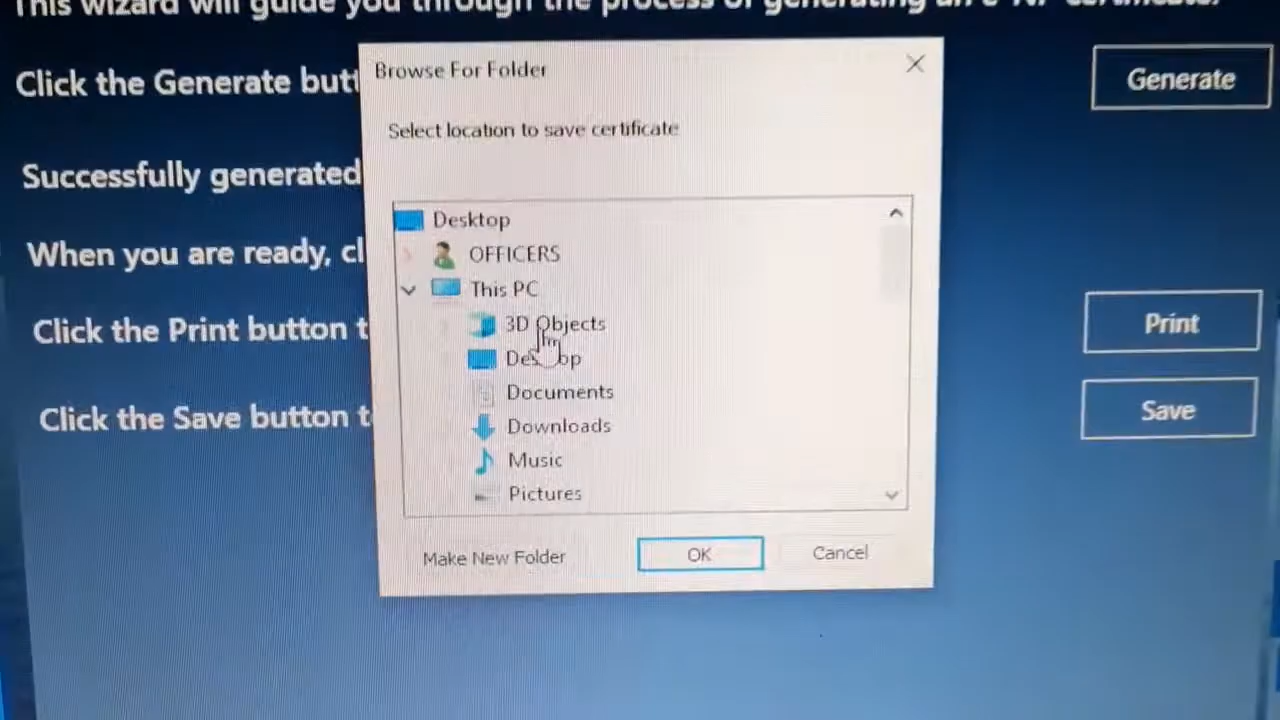 This wizard will guide you through the process of generating an
Browse For Folder
Click the Generate butt
Generate
Select location to save certificate
Successfully generated
Desktop
OFFICERS
When you are ready, cl
This PC
3D Objects
Click the Print button t
Print
Desktop
Documents
Click the Save button t
Save
Downloads
Music
Pictures
Make New Folder
OK
Cancel